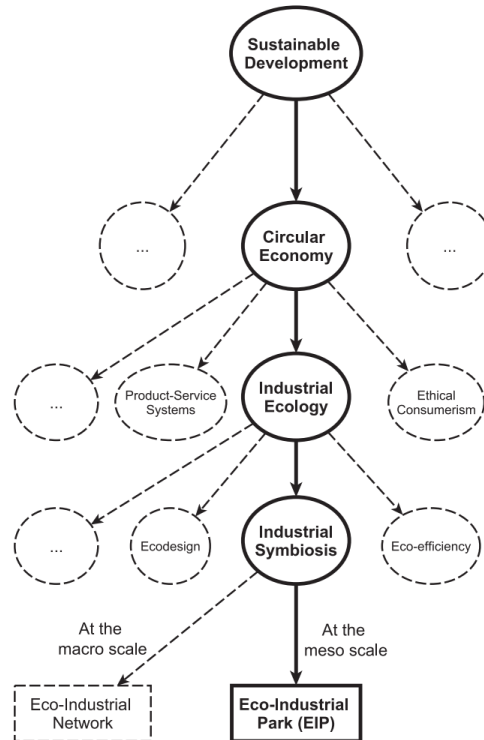 Sustainable
Development
...
...
Circular
Economy
...
Product-Service
Systems
Industrial
Ecology
Ethical
Consumerism
...
Ecodesign
Industrial
Symbiosis
Eco-efficiency
At the
macro scale
At the
meso scale
Eco-Industrial
Network
Eco-Industrial
Park (EIP)